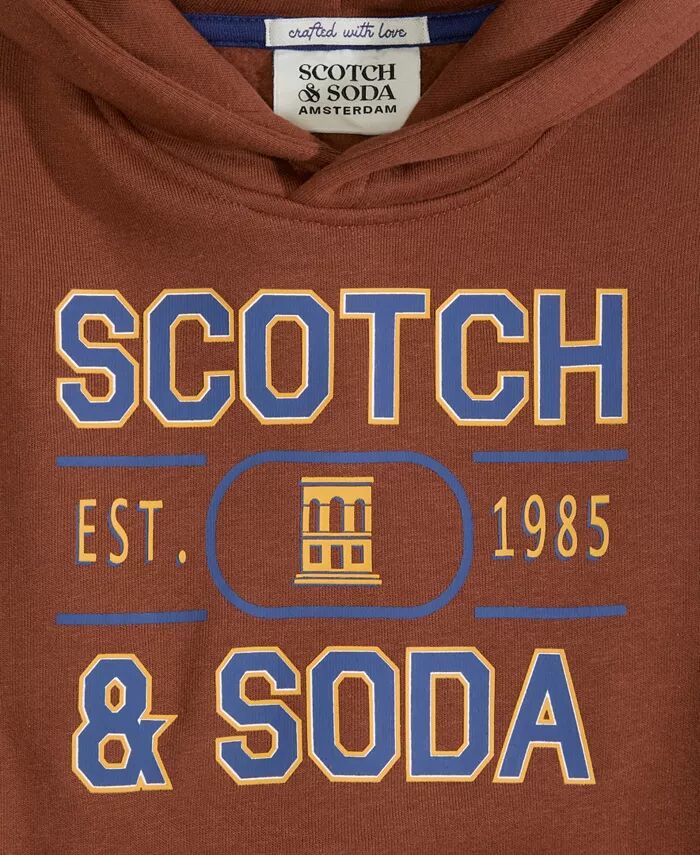 crafted with love
SCOTCH
& SODA
AMSTERDAM
SCOTCH
EST. 1985
& SODA